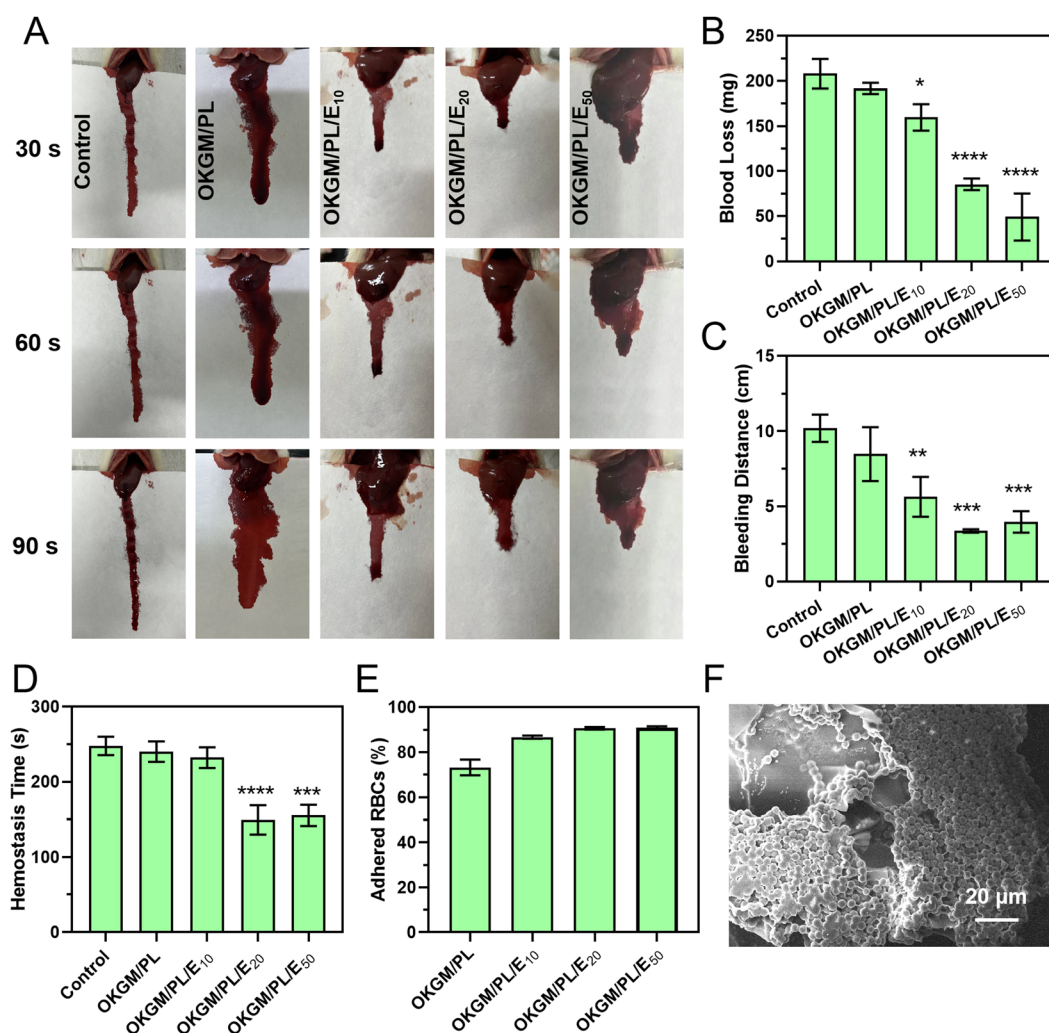 A
Control
OKGM/PL
OKGM/PL/E10
OKGM/PL/E20
OKGM/PL/E50
30 s
60 s
90 s
B
Blood Loss (mg)
250
200
150
100
50
0
*
****
****
Control
OKGM/PL
OKGM/PL/E10
OKGM/PL/E20
OKGM/PL/E50
C
Bleeding Distance (cm)
15
10
5
0
**
***
***
Control
OKGM/PL
OKGM/PL/E10
OKGM/PL/E20
OKGM/PL/E50
D
Hemostasis Time (s)
300
200
100
0
****
***
Control
OKGM/PL
OKGM/PL/E10
OKGM/PL/E20
OKGM/PL/E50
E
Adhered RBCs (%)
100
80
60
40
20
0
OKGM/PL
OKGM/PL/E10
OKGM/PL/E20
OKGM/PL/E50
F
20 μm